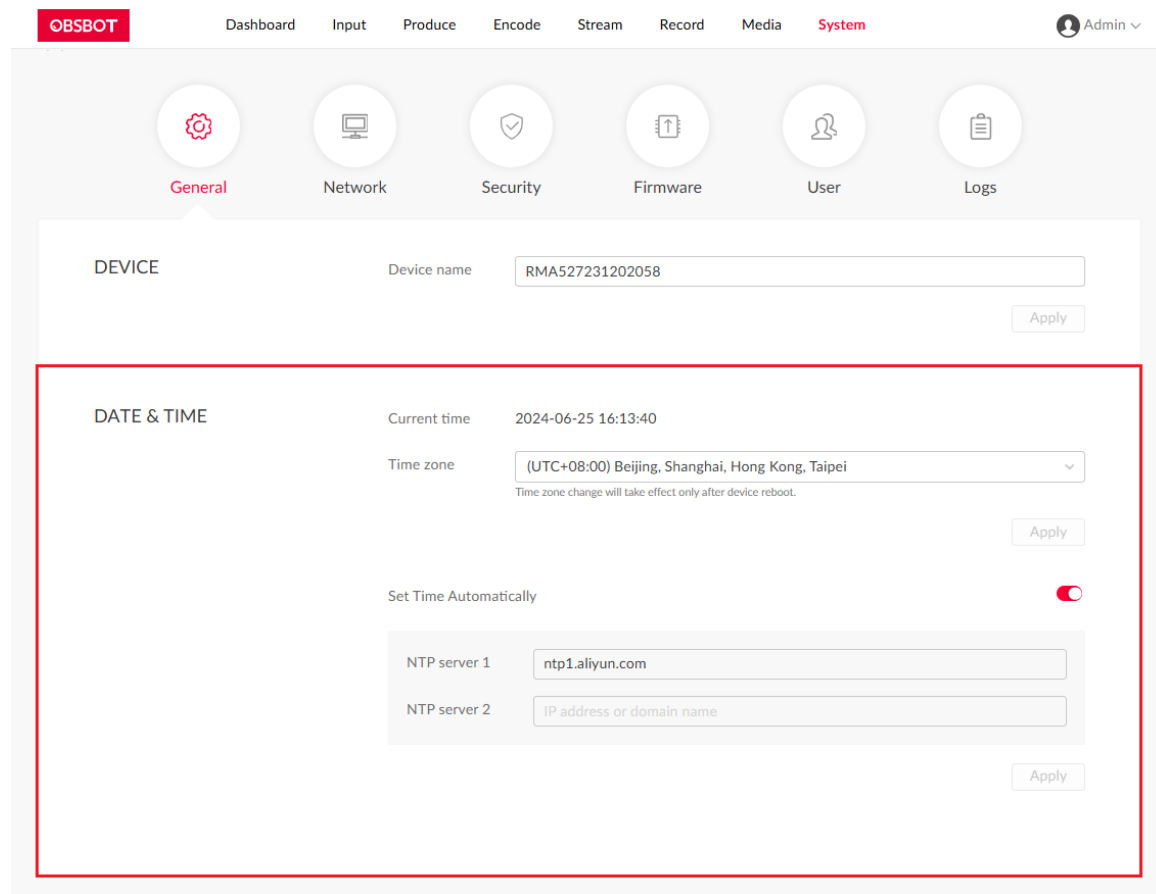 OBSBOT Dashboard Input Produce Encode Stream Record Media System Admin
General Network Security Firmware User Logs
DEVICE Device name RMA527231202058
Apply
DATE & TIME Current time 2024-06-25 16:13:40
Time zone (UTC+08:00) Beijing, Shanghai, Hong Kong, Taipei
Time zone change will take effect only after device reboot.
Apply
Set Time Automatically
NTP server 1 ntp1.aliyun.com
NTP server 2 IP address or domain name
Apply